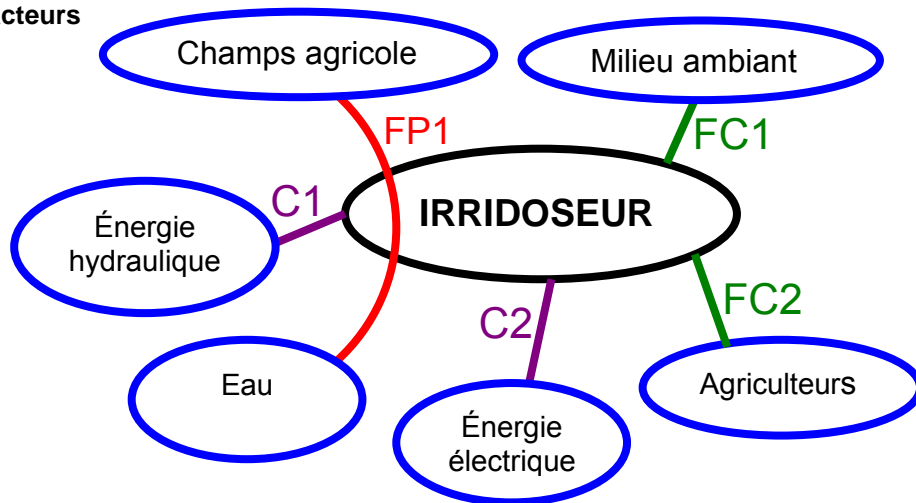 cteurs
Champs agricole
Milieu ambiant
FP1
FC1
C1
IRRIDOSEUR
Énergie
hydraulique
C2
FC2
Eau
Agriculteurs
Énergie
électrique